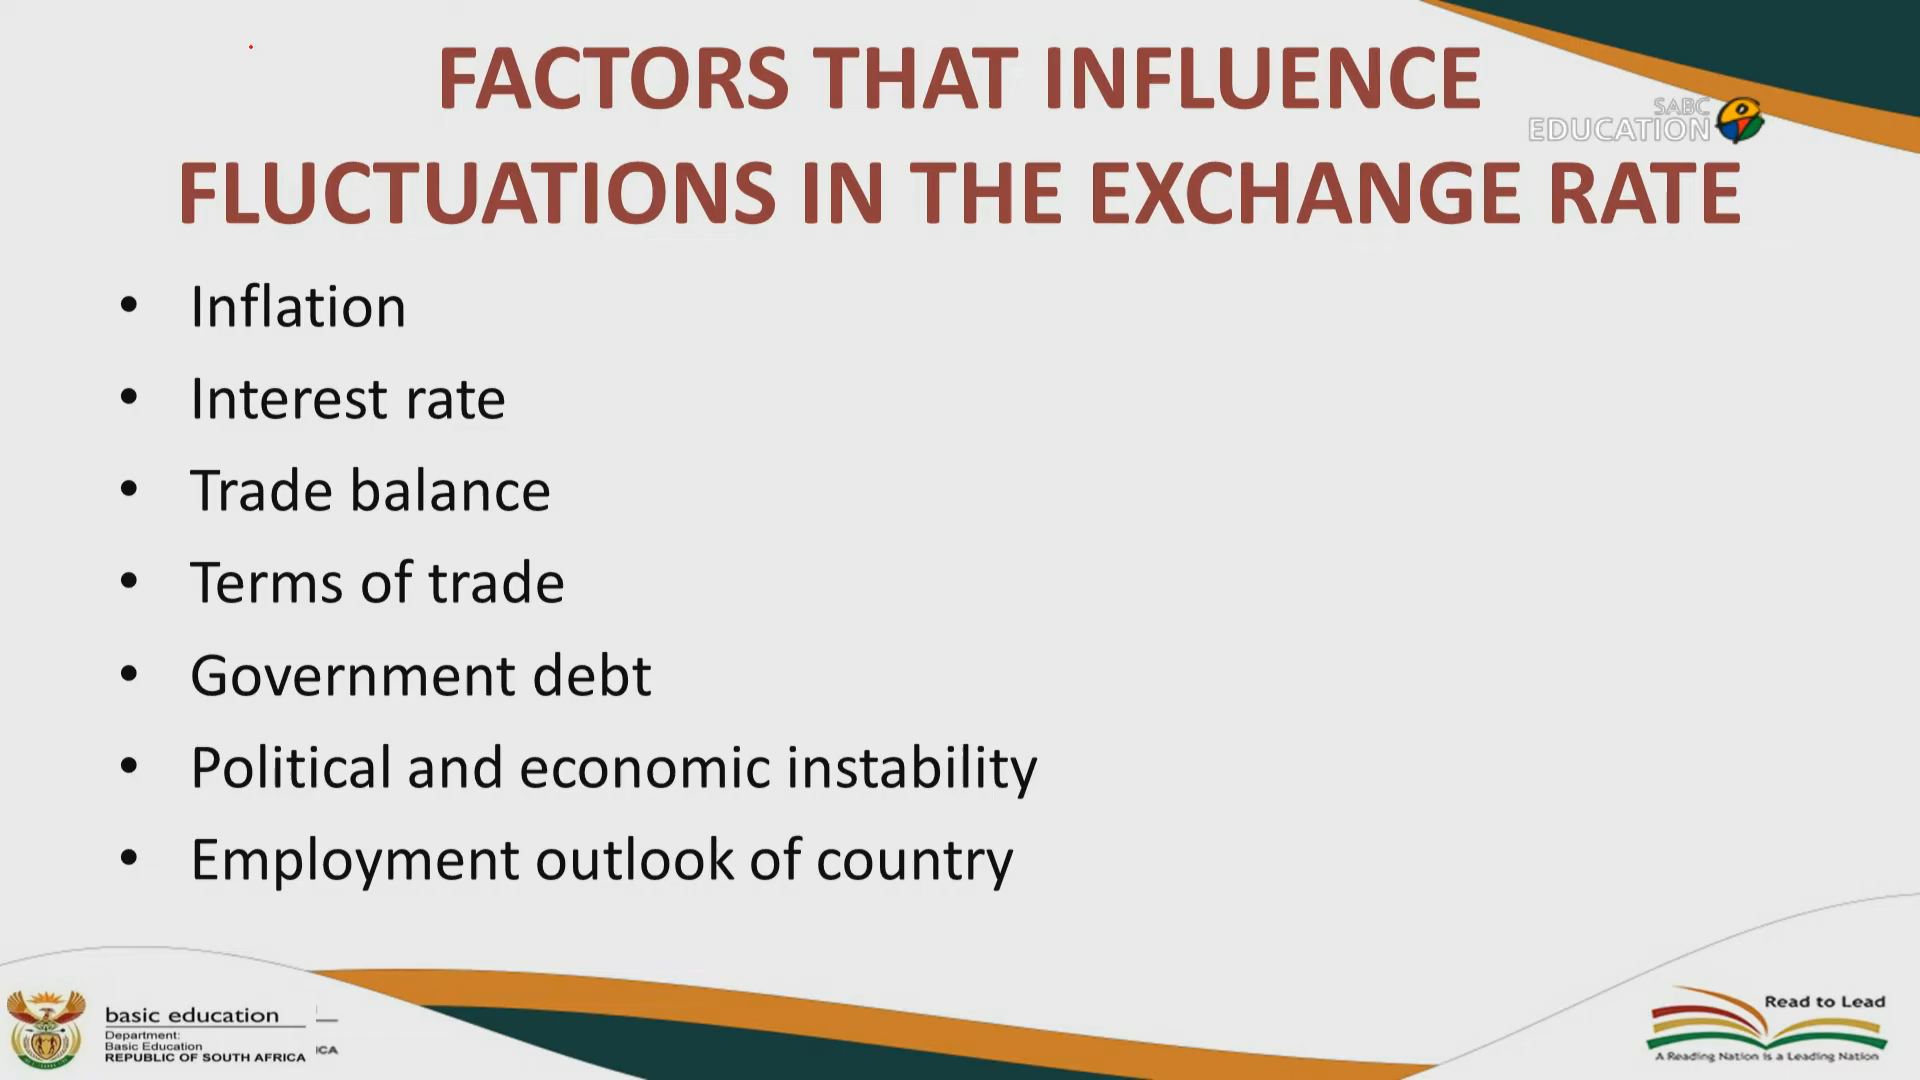 FACTORS THAT INFLUENCE
FLUCTUATIONS IN THE EXCHANGE RATE
SABC
EDUCATION
• Inflation
• Interest rate
• Trade balance
• Terms of trade
• Government debt
• Political and economic instability
• Employment outlook of country
basic education
Department:
Basic Education
REPUBLIC OF SOUTH AFRICA
ICA
Read to Lead
A Reading Nation is a Leading Nation